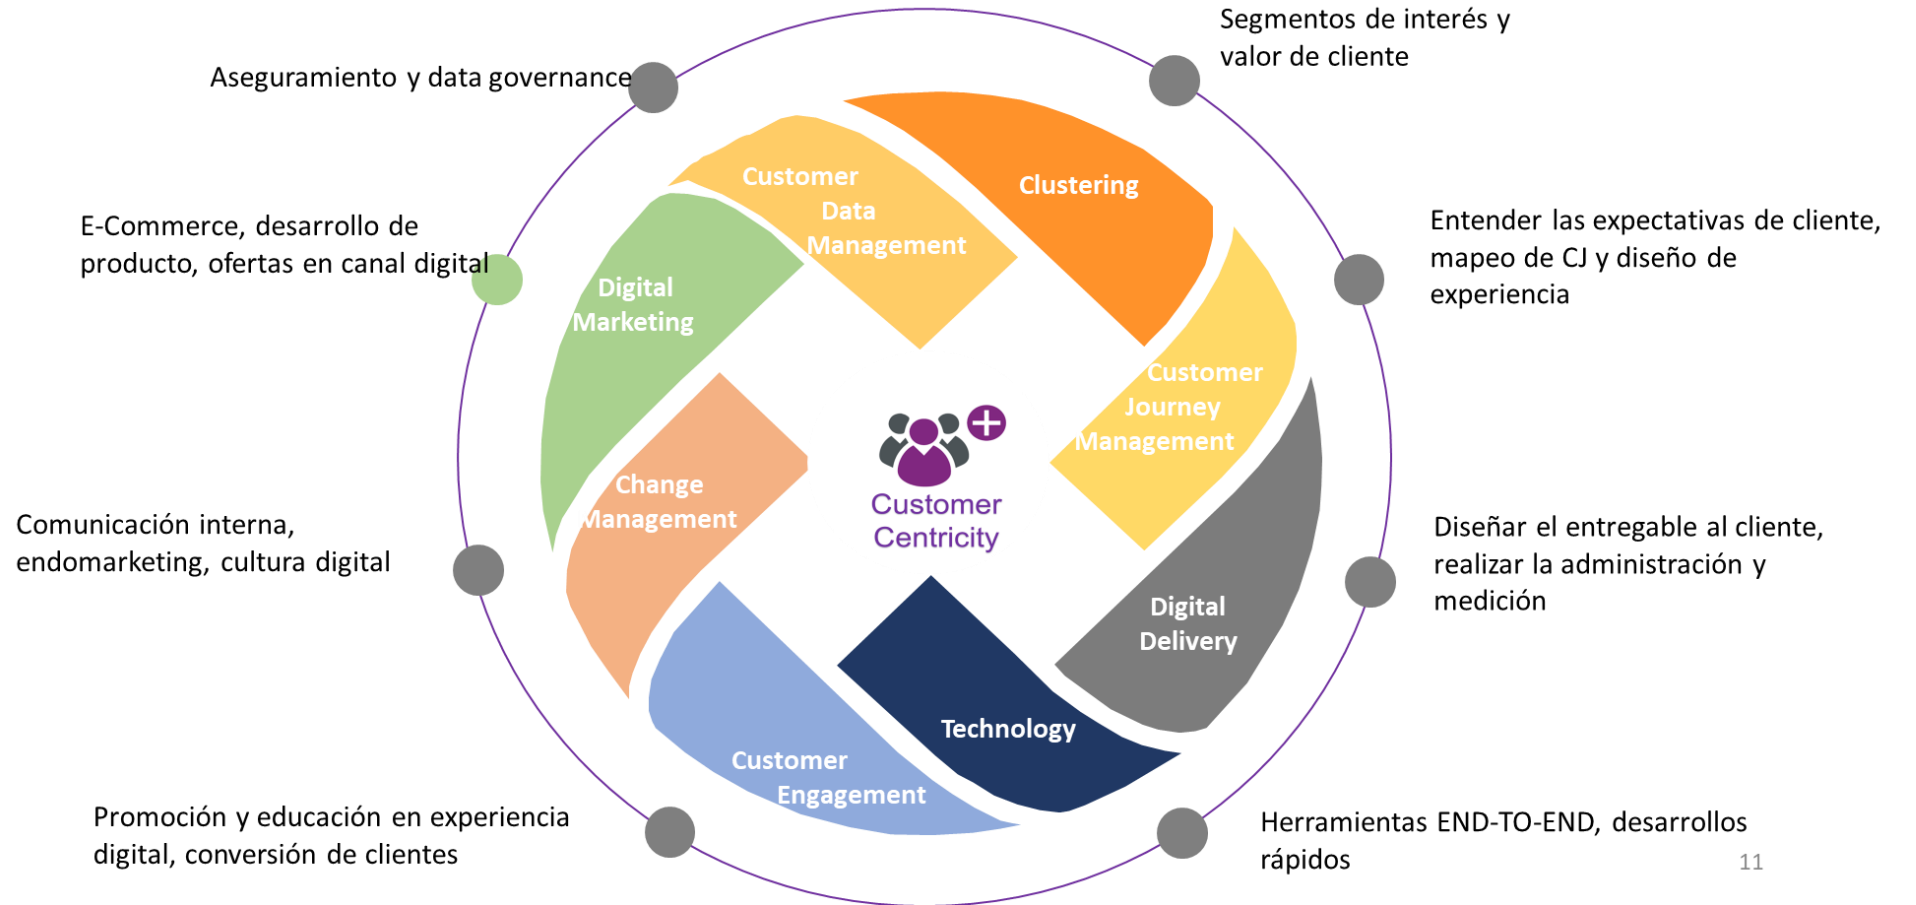 Segmentos de interés y
valor de cliente
Aseguramiento y data governance
Customer
Data
Management
Clustering
Entender las expectativas de cliente,
mapeo de CJ y diseño de
experiencia
E-Commerce, desarrollo de
producto, ofertas en canal digital
Digital
Marketing
Customer
Journey
Management
Change
Management
Customer
Centricity
Comunicación interna,
endomarketing, cultura digital
Diseñar el entregable al cliente,
realizar la administración y
medición
Digital
Delivery
Technology
Customer
Engagement
Promoción y educación en experiencia
digital, conversión de clientes
Herramientas END-TO-END, desarrollos
rápidos
11